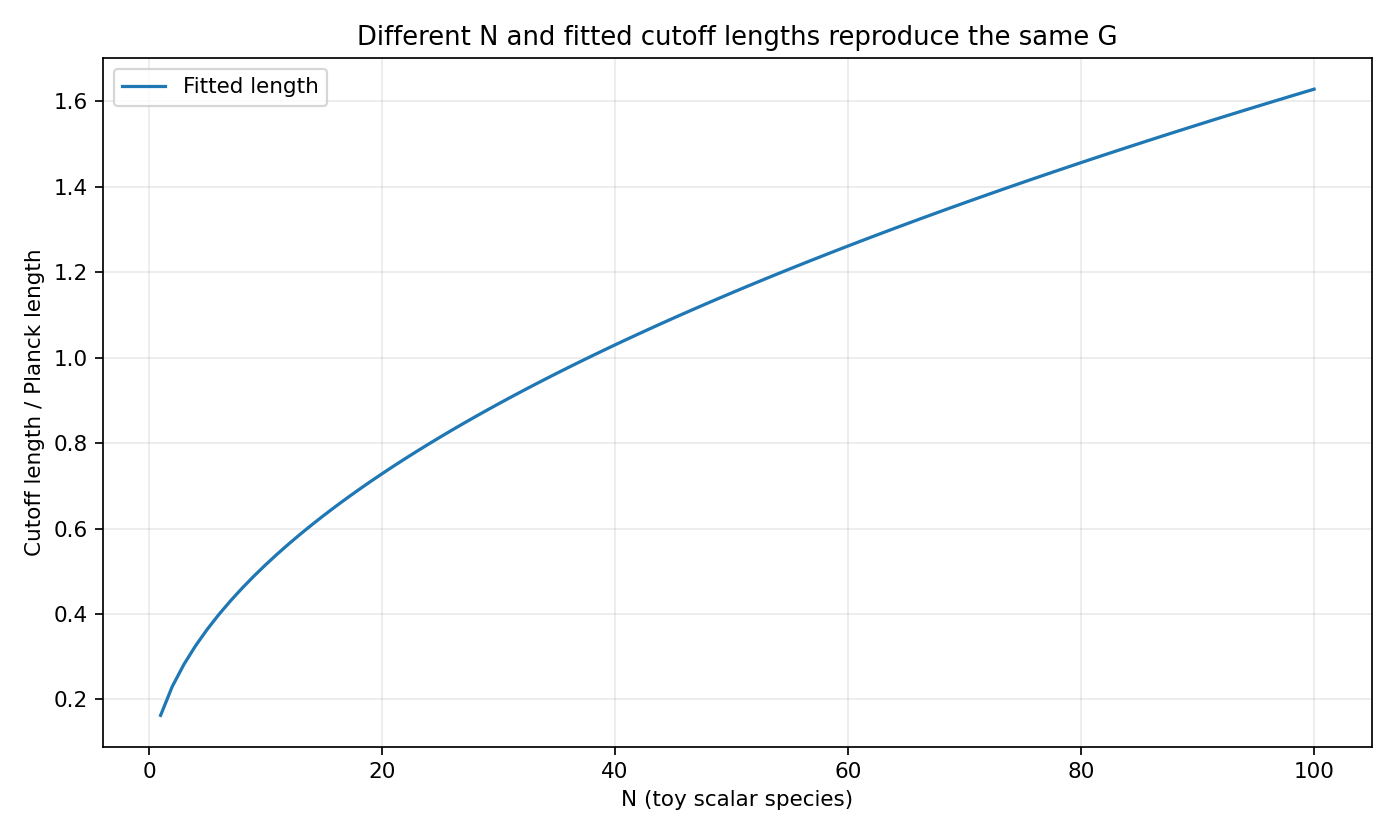 Different N and fitted cutoff lengths reproduce the same G
Fitted length
Cutoff length / Planck length
1.6
1.4
1.2
1.0
0.8
0.6
0.4
0.2
0 20 40 60 80 100
N (toy scalar species)